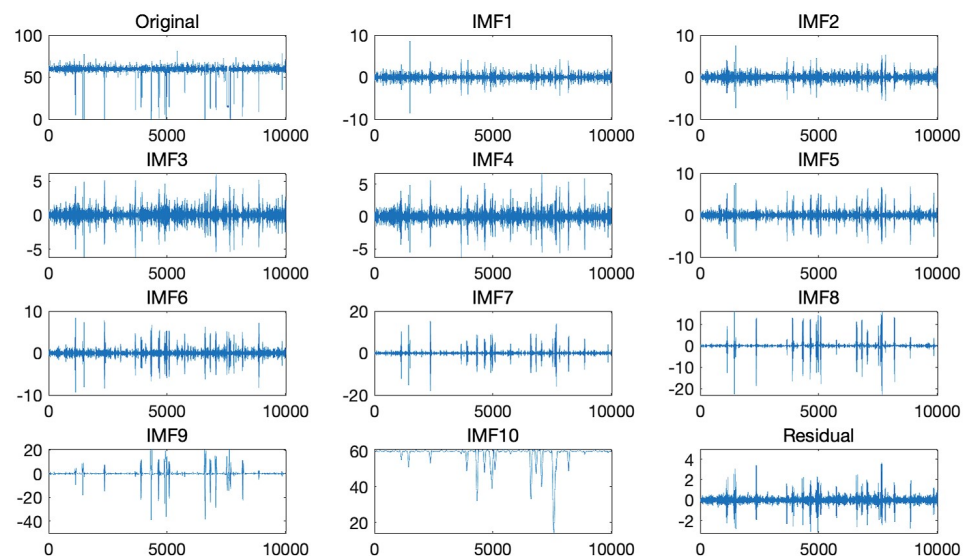 Original IMF1 IMF2
100 10 10
50 0 0
0 -10 -10
0 5000 10000 0 5000 10000 0 5000 10000
IMF3 IMF4 IMF5
5 5 10
0 0 0
-5 -5 -10
0 5000 10000 0 5000 10000 0 5000 10000
IMF6 IMF7 IMF8
10 20 10
0 0 0
-10 -20 -10
-20
0 5000 10000 0 5000 10000 0 5000 10000
IMF9 IMF10 Residual
20 60 4
0 40 2
-20 20 0
-40 -2
0 5000 10000 0 5000 10000 0 5000 10000